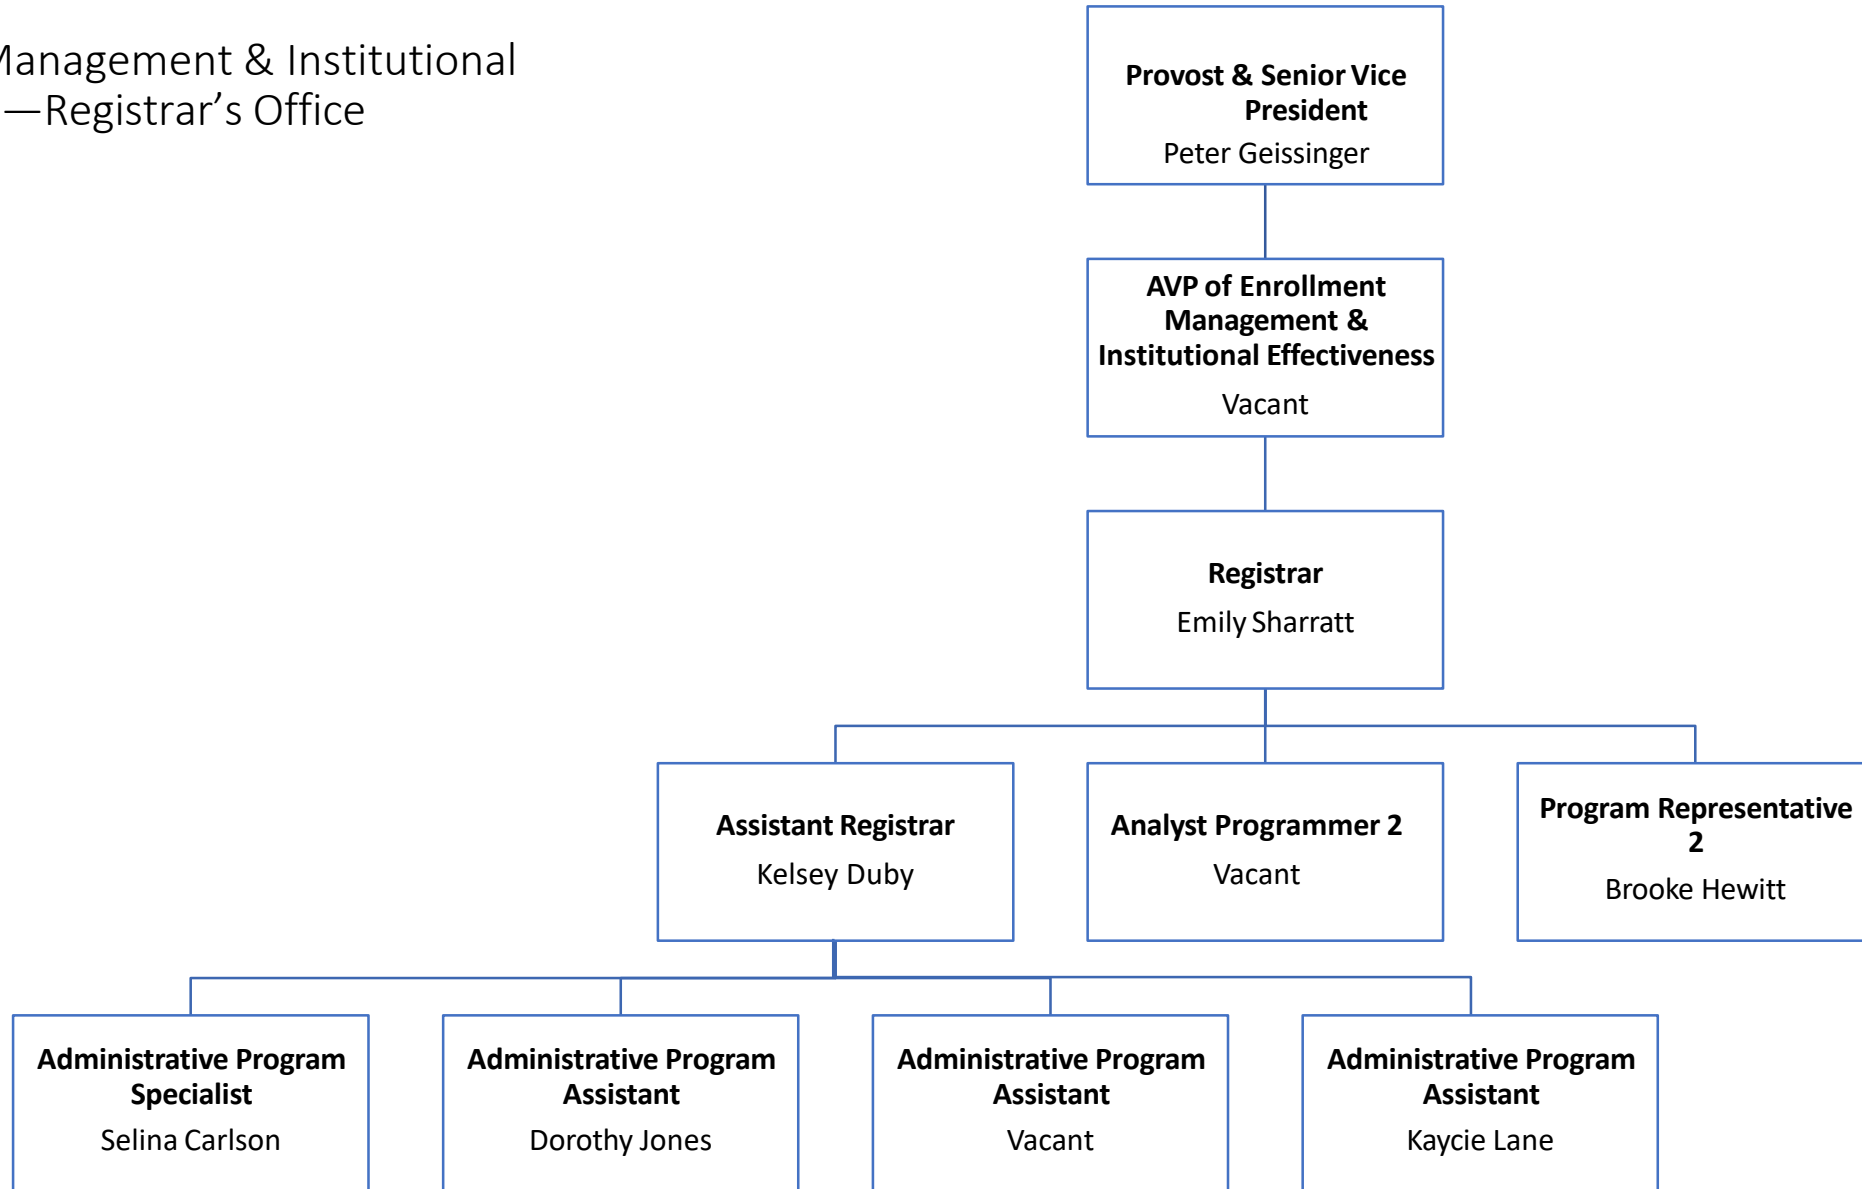 Management & Institutional
—Registrar’s Office
Provost & Senior Vice
President
Peter Geissinger
AVP of Enrollment
Management &
Institutional Effectiveness
Vacant
Registrar
Emily Sharratt
Assistant Registrar
Kelsey Duby
Analyst Programmer 2
Vacant
Program Representative
2
Brooke Hewitt
Administrative Program
Specialist
Selina Carlson
Administrative Program
Assistant
Dorothy Jones
Administrative Program
Assistant
Vacant
Administrative Program
Assistant
Kaycie Lane